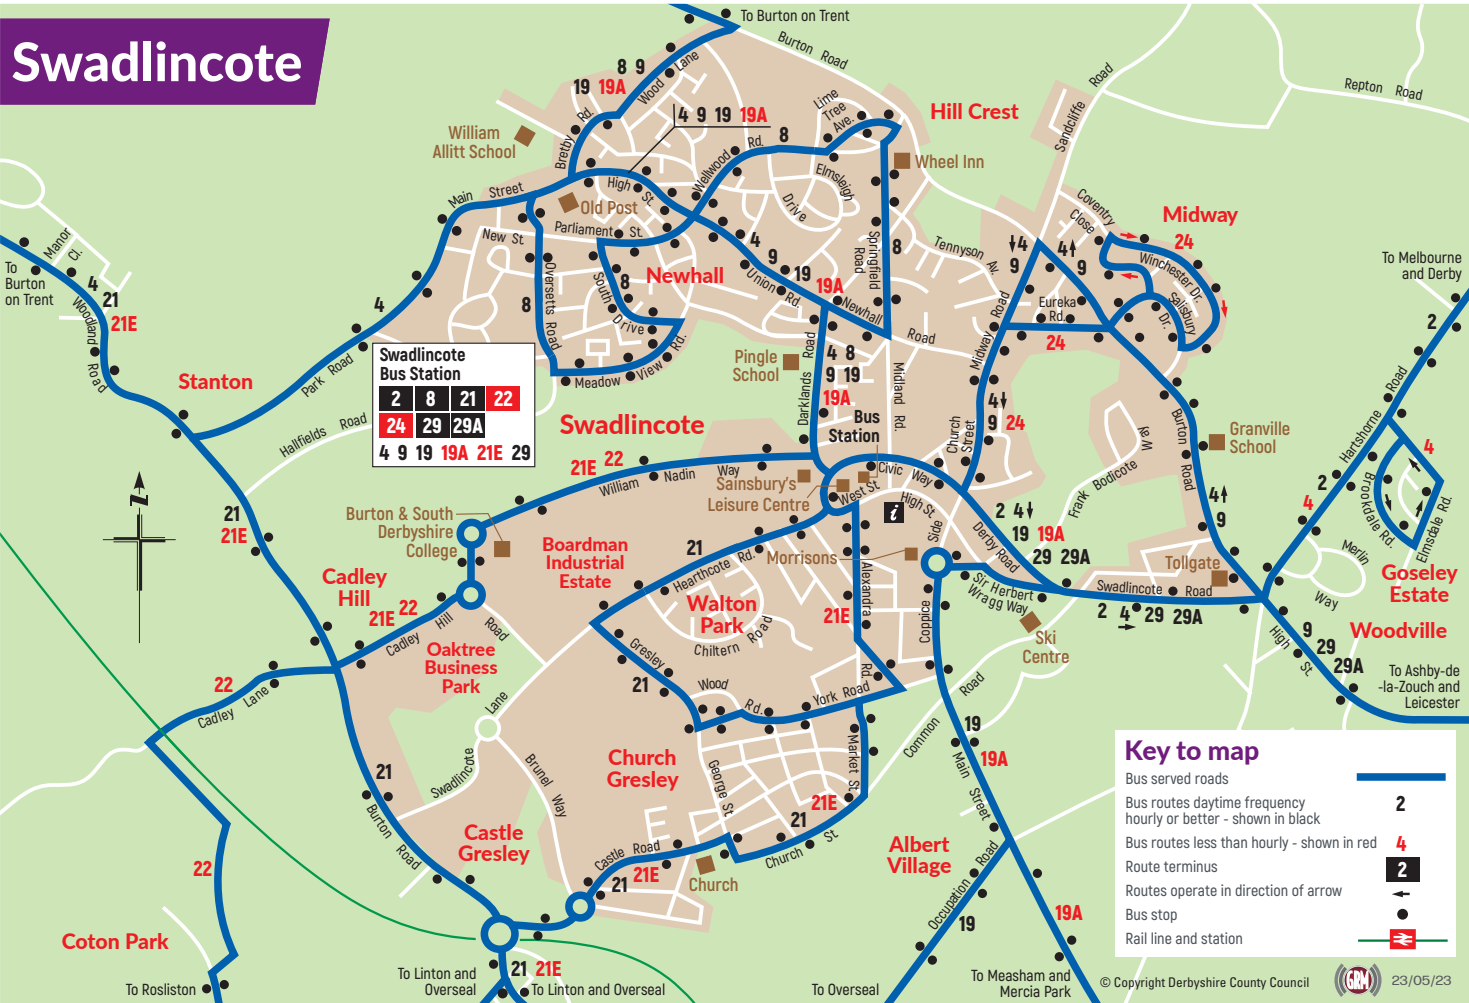 Swadlincote
To Burton on Trent
Burton Road
Repton Road
8 9
19 19A
Wood Lane
4 9 19 19A
Lime
Tree
Ave.
Hill Crest
Sandcliffe Road
William
Allitt School
Bretby Rd.
Wellwood Rd.
8
Wheel Inn
Main Street
High St.
Old Post
Elmsleigh
Drive
Coventry
Close
Midway
24
Manor Cl.
New St.
Parliament St.
8
Newhall
4
9
19
19A
Union Rd.
Springfield
Road
8
Tennyson Av.
4
9
4
9
Winchester Dr.
Salisbury
Dr.
To Melbourne
and Derby
To
Burton
on Trent
4
21
21E
Woodland Road
Oversetts Road
South Drive
8
Newhall Road
Eureka
Rd.
24
2
4
Park Road
Stanton
Meadow View Rd.
Pingle
School
Darklands Road
4 8
9 19
19A
Midland Rd.
Midway Road
4
9 24
Church
Street
Bus
Station
Swadlincote
Bus Station
2 8 21 22
24 29 29A
4 9 19 19A 21E 29
Hallfields Road
Swadlincote
21E 22
William Nadin Way
Sainsbury's
Leisure Centre
Civic Way
West St
High St.
i
Side
Frank Bodicote Way
Burton Road
Granville
School
Hartshorne Road
2
4
4
Brookdale Rd.
Elmsdale Rd.
N
21
21E
Burton & South
Derbyshire
College
Boardman
Industrial
Estate
21
Hearthcote Rd.
Morrisons
Derby Road
2 4
19 19A
29 29A
4
9
Merlin
Way
Goseley
Estate
Cadley
Hill
21E 22
Cadley Hill
Road
Walton
Park
Chiltern Road
Alexandra Rd.
21E
Coppice
Sir Herbert
Wragg Way
Swadlincote Road
2 4 29 29A
Tollgate
Ski
Centre
High St.
9
29
29A
Woodville
To Ashby-de
-la-Zouch and
Leicester
Oaktree
Business
Park
Gresley
21
Wood
Rd.
York Road
22
Cadley Lane
Lane
Swadlincote
Brunel Way
Common Road
19
19A
Main Street
Church
Gresley
George St
Market St
21E
21
Church St
21
Burton Road
Castle
Gresley
Castle Road
21E
21
Church
Albert
Village
Occupation Road
19
19A
22
Coton Park
To Rosliston
To Linton and
Overseal
21 21E
To Linton and Overseal
To Overseal
To Measham and
Mercia Park
Key to map
Bus served roads
Bus routes daytime frequency
hourly or better - shown in black 2
Bus routes less than hourly - shown in red 4
Route terminus 2
Routes operate in direction of arrow
Bus stop
Rail line and station
© Copyright Derbyshire County Council
GRM
23/05/23